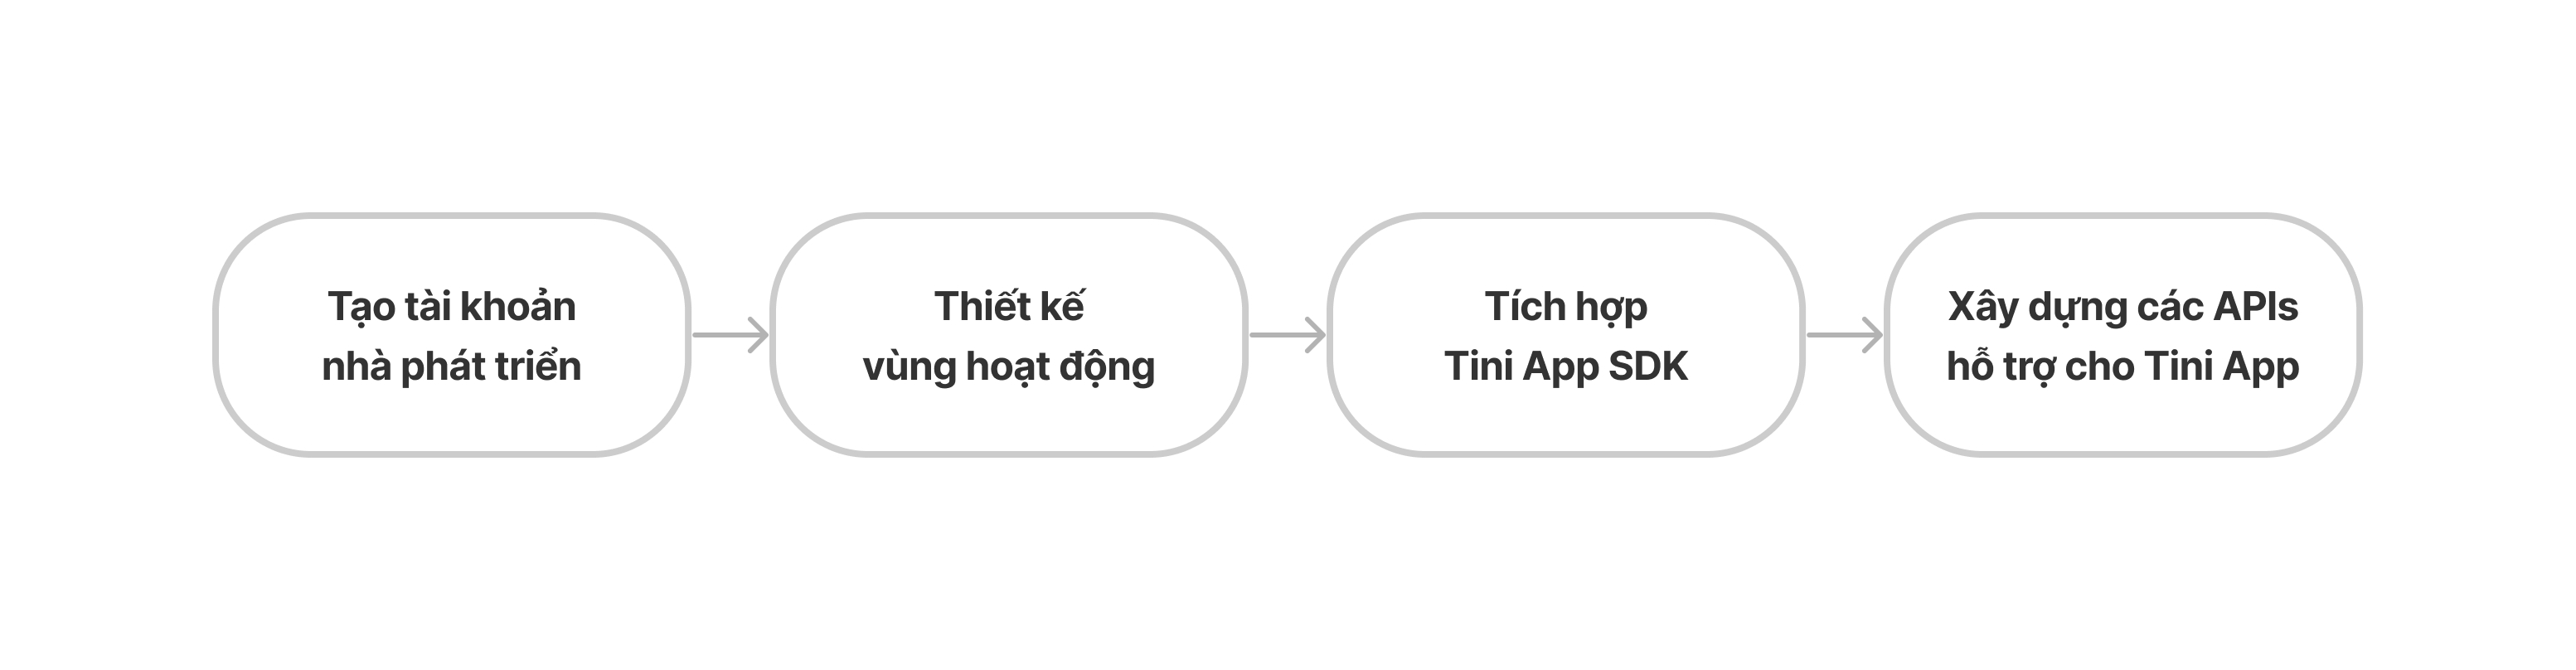 Tạo tài khoản
nhà phát triển
Thiết kế
vùng hoạt động
Tích hợp
Tini App SDK
Xây dựng các APIs
hỗ trợ cho Tini App